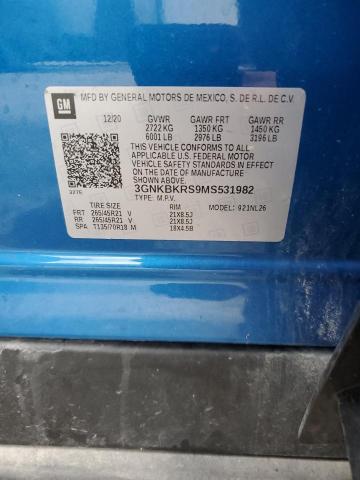 GM
MFD BY GENERAL MOTORS DE MEXICO, S. DE R.L. DE C.V.
12/20 GVWR GAWR FRT GAWR RR
2722 KG 1350 KG 1450 KG
6001 LB 2976 LB 3196 LB
THIS VEHICLE CONFORMS TO ALL
APPLICABLE U.S. FEDERAL MOTOR
VEHICLE SAFETY STANDARDS IN
EFFECT ON THE DATE OF
MANUFACTURE SHOWN ABOVE.
3GNKBKRS9MS531982
TYPE: M.P.V.
TIRE SIZE RIM MODEL: 921NL26
FRT 265/45R21 V 21X8.5J
RR 265/45R21 V 21X8.5J
SPA T135/70R18 M 18X4.5B